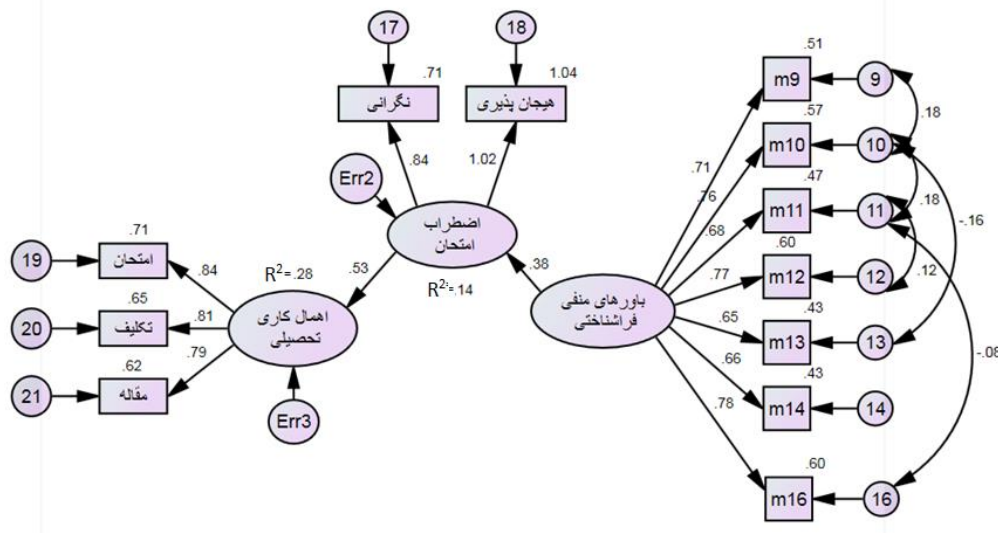 17
18
.71
1.04
نگرانی
هیجان پذیری
.84
1.02
Err2
اضطراب
امتحان
.53
R²=.14
.38
19
.71
امتحان
.84
R²=.28
20
.65
تکلیف
.81
اهمال کاری
تحصیلی
21
.62
مقاله
.79
Err3
باورهای منفی
فراشناختی
.51
m9
9
.71
.18
.57
m10
10
.76
.47
m11
11
.68
.18
-.16
.60
m12
12
.77
.12
.43
m13
13
.65
-.08
.43
m14
14
.66
.60
m16
16
.78